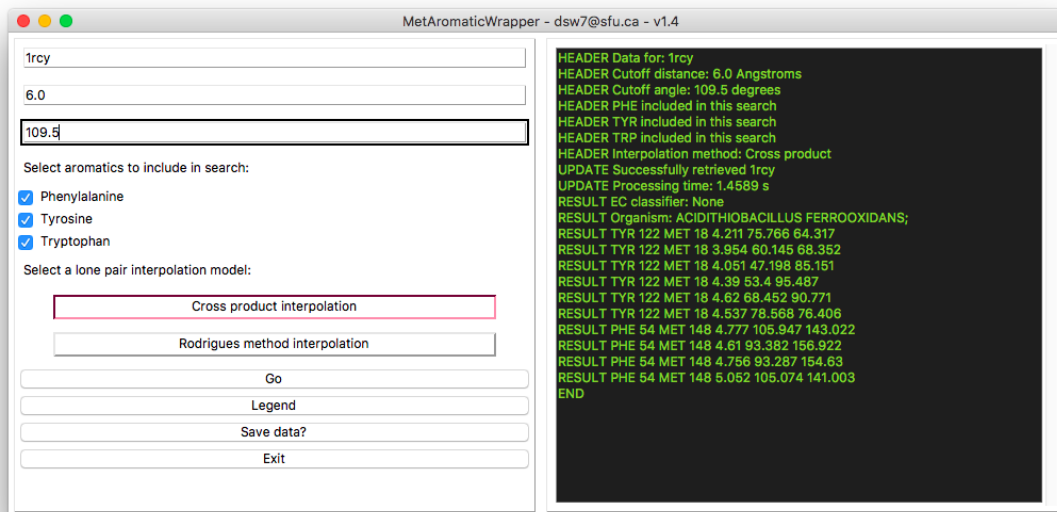 MetAromaticWrapper - dsw7@sfu.ca - v1.4
1rcy
6.0
109.5
Select aromatics to include in search:
Phenylalanine
Tyrosine
Tryptophan
Select a lone pair interpolation model:
Cross product interpolation
Rodrigues method interpolation
Go
Legend
Save data?
Exit
HEADER Data for: 1rcy
HEADER Cutoff distance: 6.0 Angstroms
HEADER Cutoff angle: 109.5 degrees
HEADER PHE included in this search
HEADER TYR included in this search
HEADER TRP included in this search
HEADER Interpolation method: Cross product
UPDATE Successfully retrieved 1rcy
UPDATE Processing time: 1.4589 s
RESULT EC classifier: None
RESULT Organism: ACIDITHIOBACILLUS FERROOXIDANS;
RESULT TYR 122 MET 18 4.211 75.766 64.317
RESULT TYR 122 MET 18 3.954 60.145 68.352
RESULT TYR 122 MET 18 4.051 47.198 85.151
RESULT TYR 122 MET 18 4.39 53.4 95.487
RESULT TYR 122 MET 18 4.62 68.452 90.771
RESULT TYR 122 MET 18 4.537 78.568 76.406
RESULT PHE 54 MET 148 4.777 105.947 143.022
RESULT PHE 54 MET 148 4.61 93.382 156.922
RESULT PHE 54 MET 148 4.756 93.287 154.63
RESULT PHE 54 MET 148 5.052 105.074 141.003
END